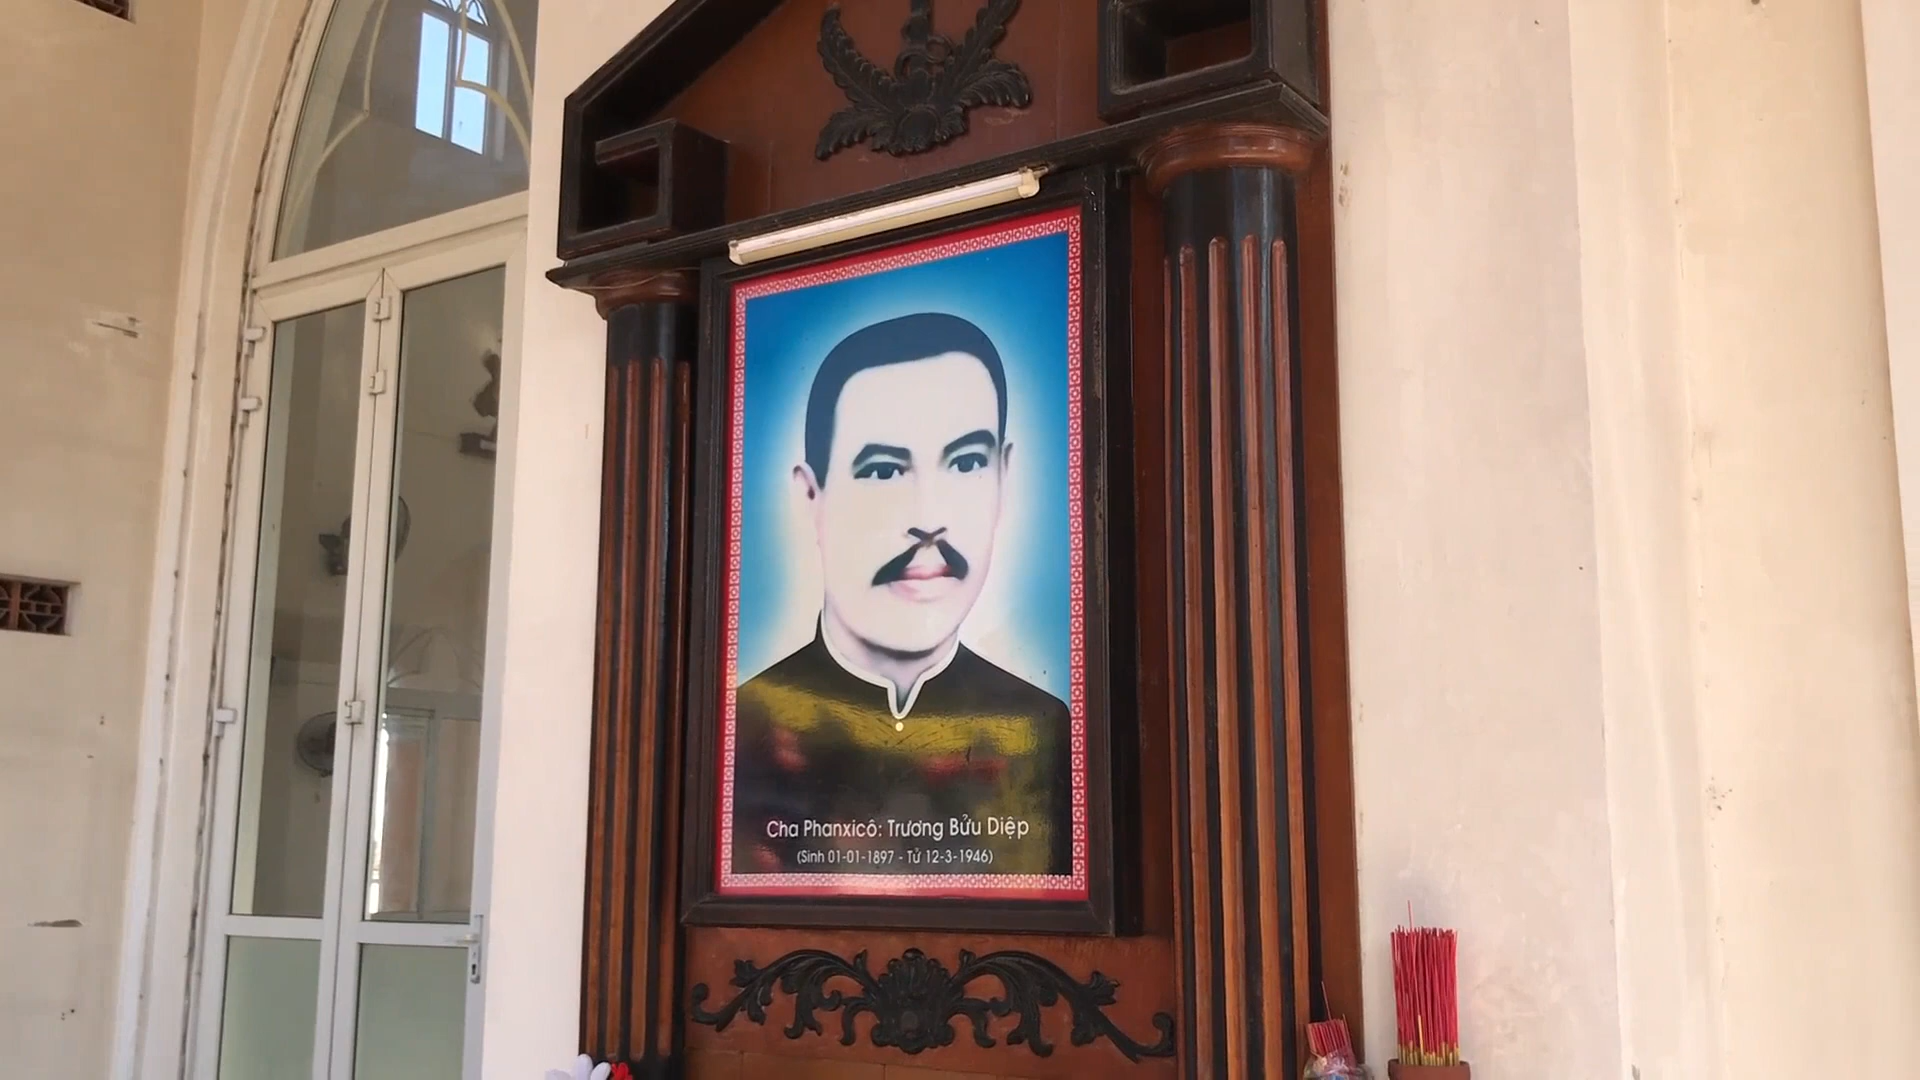 Cha Phanxicô: Trương Bửu Diệp
(Sinh 01-01-1897 - Tử 12-3-1946)